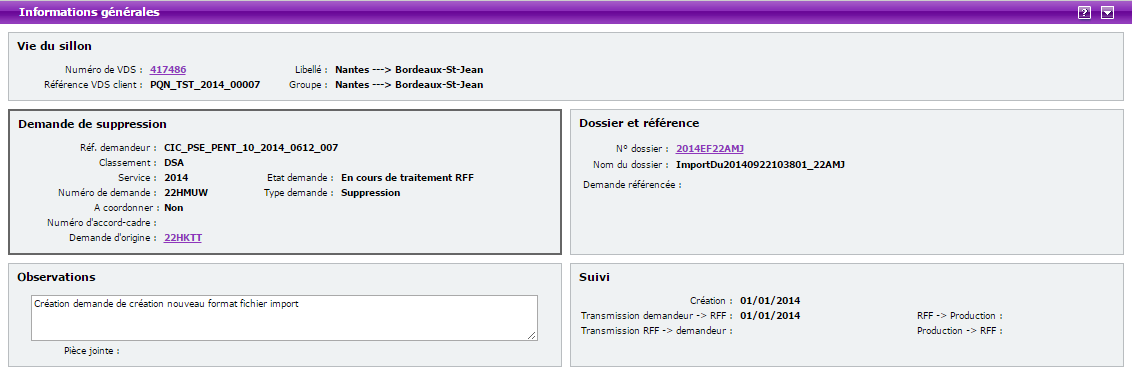 Informations générales
?
Vie du sillon
Numéro de VDS : 417486 Libellé : Nantes ---> Bordeaux-St-Jean
Référence VDS client : PQN_TST_2014_00007 Groupe : Nantes ---> Bordeaux-St-Jean
Demande de suppression
Réf. demandeur : CIC_PSE_PENT_10_2014_0612_007
Classement : DSA
Service : 2014 Etat demande : En cours de traitement RFF
Numéro de demande : 22HMUW Type demande : Suppression
A coordonner : Non
Numéro d'accord-cadre :
Demande d'origine : 22HKTT
Dossier et référence
N° dossier : 2014EF22AMJ
Nom du dossier : ImportDu20140922103801_22AMJ
Demande référencée :
Observations
Création demande de création nouveau format fichier import
Pièce jointe :
Suivi
Création : 01/01/2014
Transmission demandeur -> RFF : 01/01/2014 RFF -> Production :
Transmission RFF -> demandeur : Production -> RFF :